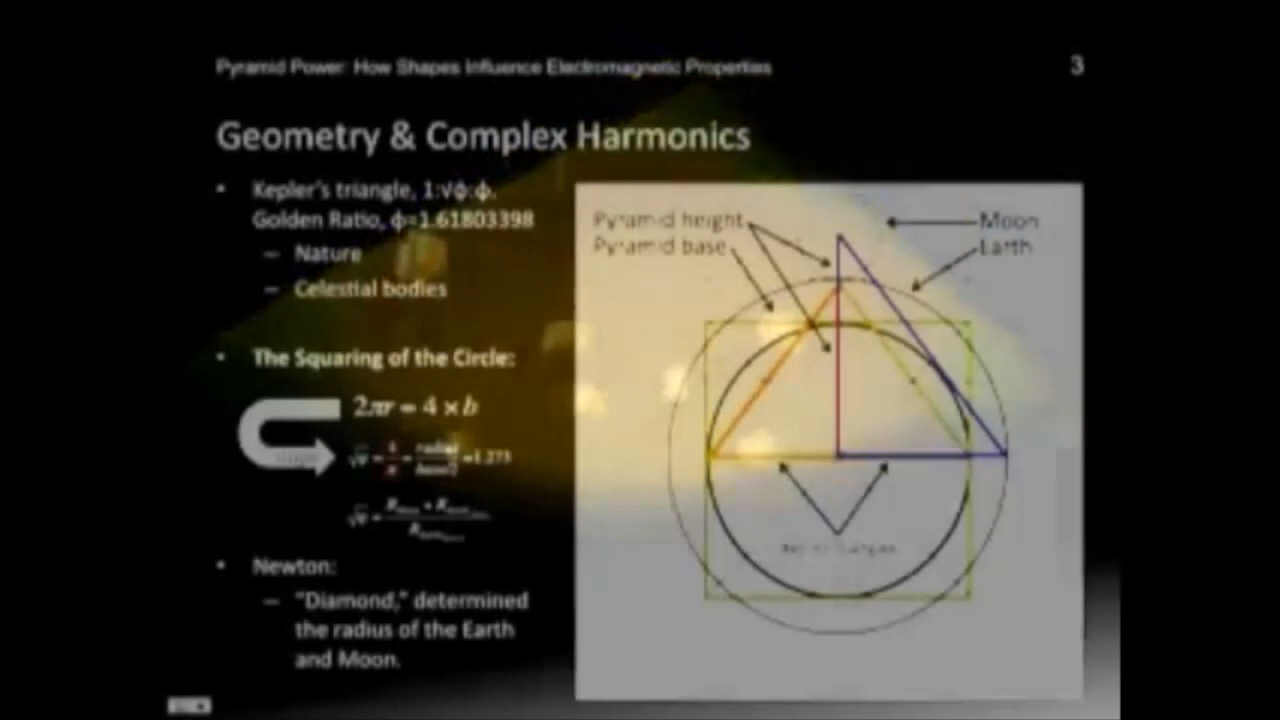 Pyramid Power: How Shapes Influence Electromagnetic Properties
3
Geometry & Complex Harmonics
• Kepler's triangle, 1:√ϕ:ϕ.
Golden Ratio, ϕ=1.61803398
– Nature
– Celestial bodies
• The Squaring of the Circle:
2πr = 4 × b
=1.273
• Newton:
– "Diamond," determined
the radius of the Earth
and Moon.
Pyramid height
Pyramid base
Moon
Earth